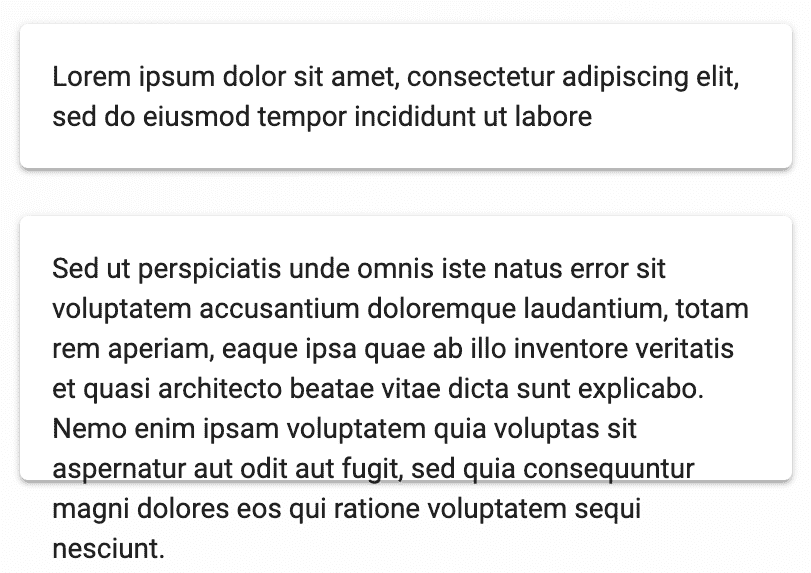 Lorem ipsum dolor sit amet, consectetur adipiscing elit,
sed do eiusmod tempor incididunt ut labore
Sed ut perspiciatis unde omnis iste natus error sit
voluptatem accusantium doloremque laudantium, totam
rem aperiam, eaque ipsa quae ab illo inventore veritatis
et quasi architecto beatae vitae dicta sunt explicabo.
Nemo enim ipsam voluptatem quia voluptas sit
aspernatur aut odit aut fugit, sed quia consequuntur
magni dolores eos qui ratione voluptatem sequi
nesciunt.